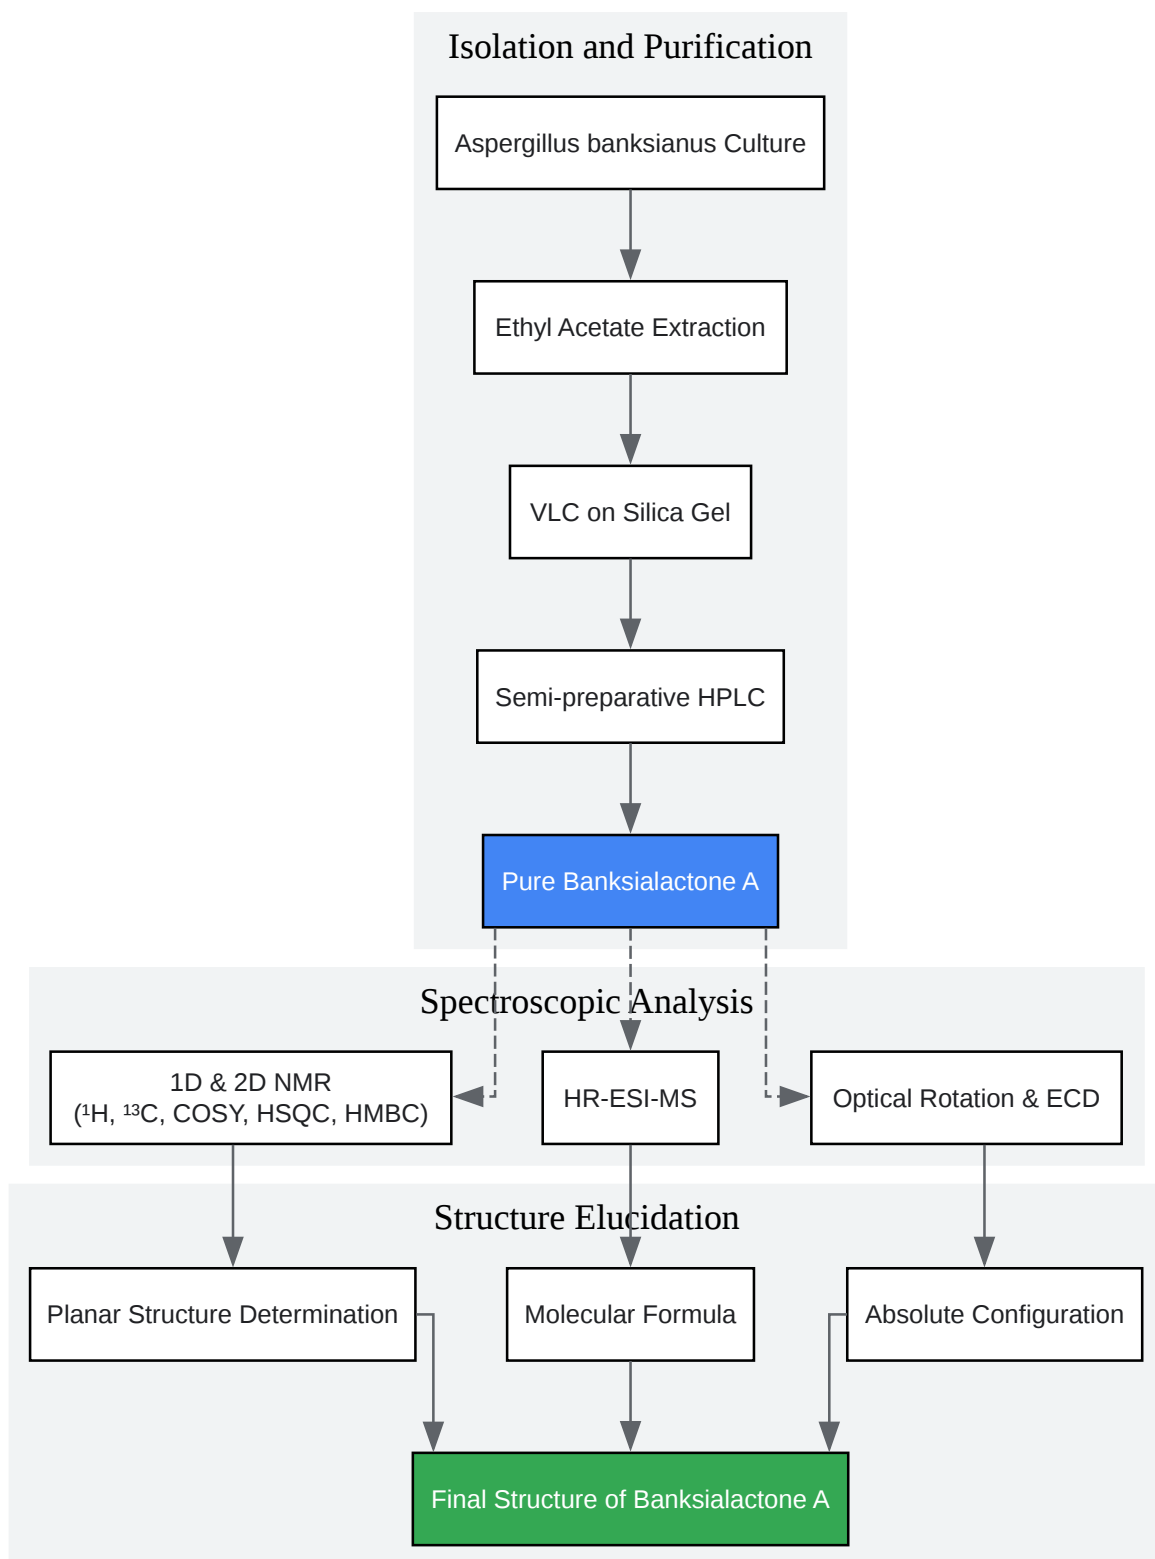 Isolation and Purification
Aspergillus banksianus Culture
Ethyl Acetate Extraction
VLC on Silica Gel
Semi-preparative HPLC
Pure Banksialactone A
Spectroscopic Analysis
1D & 2D NMR
(¹H, ¹³C, COSY, HSQC, HMBC)
HR-ESI-MS
Optical Rotation & ECD
Structure Elucidation
Planar Structure Determination
Molecular Formula
Absolute Configuration
Final Structure of Banksialactone A